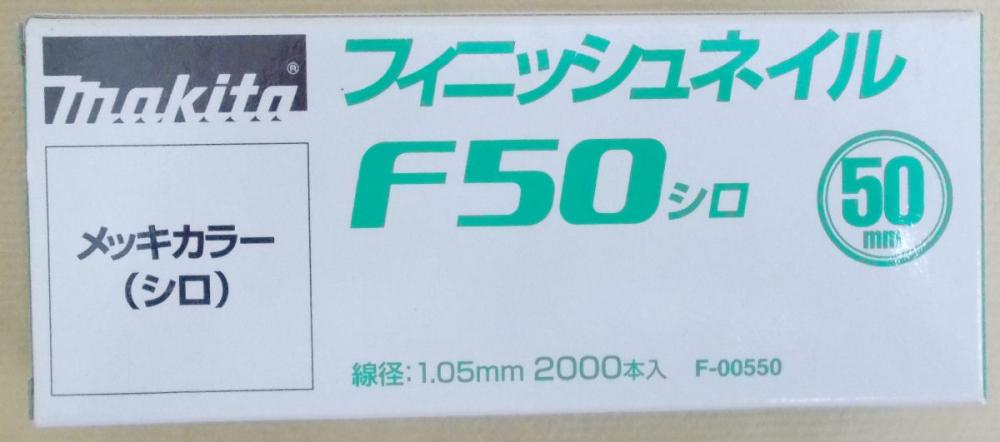 makita®
フィニッシュネイル
F50シロ
50
mm
メッキカラー
(シロ)
線径:1.05mm 2000本入 F-00550